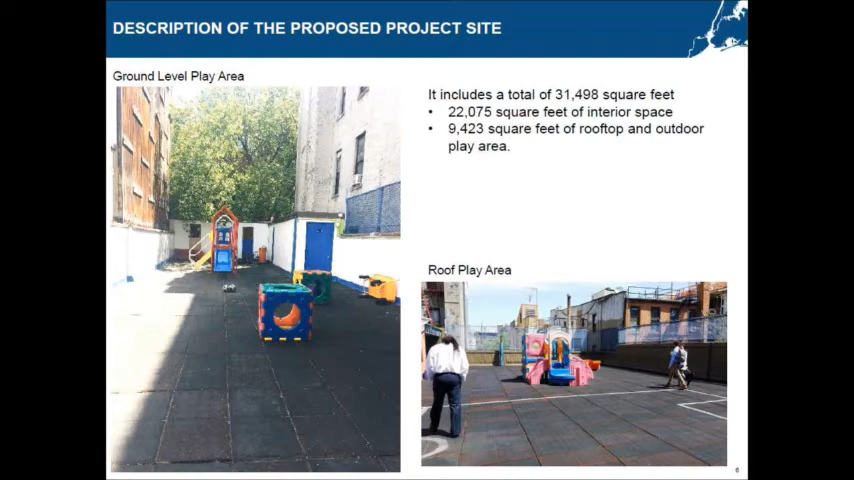 DESCRIPTION OF THE PROPOSED PROJECT SITE
Ground Level Play Area
It includes a total of 31,498 square feet
• 22,075 square feet of interior space
• 9,423 square feet of rooftop and outdoor
play area.
Roof Play Area
6